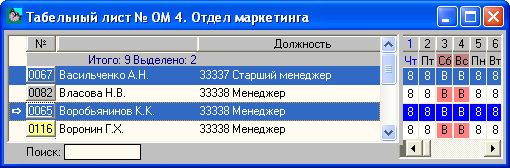 Табельный лист № ОМ 4. Отдел маркетинга
№ Должность 1 2 3 4 5 6
Чт Пт Сб Вс Пн Вт
Итого: 9 Выделено: 2
0067 Васильченко А.Н. 33337 Старший менеджер 8 8 В В 8 8
0082 Власова Н.В. 33338 Менеджер 8 8 В В 8 8
0065 Воробьянинов К.К. 33338 Менеджер 8 8 В В 8 8
0116 Воронин Г.Х. 33338 Менеджер 8 8 В В 8 8
Поиск: